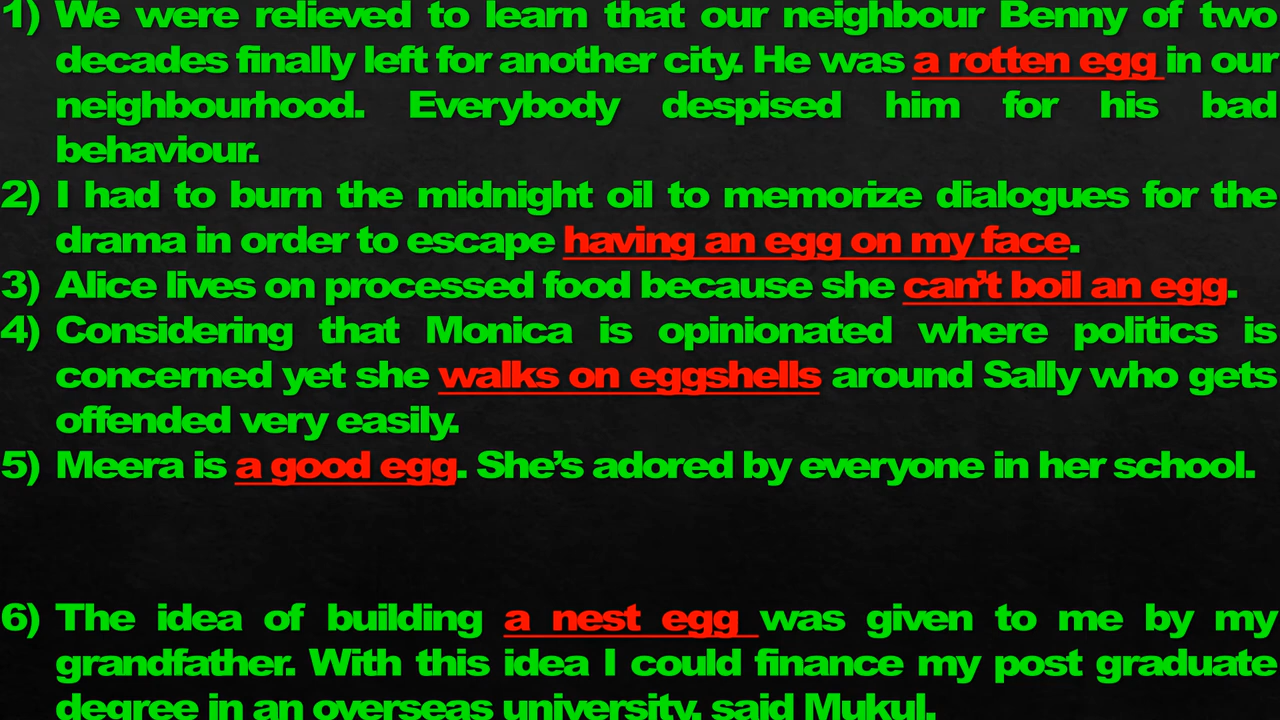 1) We were relieved to learn that our neighbour Benny of two
decades finally left for another city. He was a rotten egg in our
neighbourhood. Everybody despised him for his bad
behaviour.
2) I had to burn the midnight oil to memorize dialogues for the
drama in order to escape having an egg on my face.
3) Alice lives on processed food because she can’t boil an egg.
4) Considering that Monica is opinionated where politics is
concerned yet she walks on eggshells around Sally who gets
offended very easily.
5) Meera is a good egg. She’s adored by everyone in her school.
6) The idea of building a nest egg was given to me by my
grandfather. With this idea I could finance my post graduate
degree in an overseas university, said Mukul.